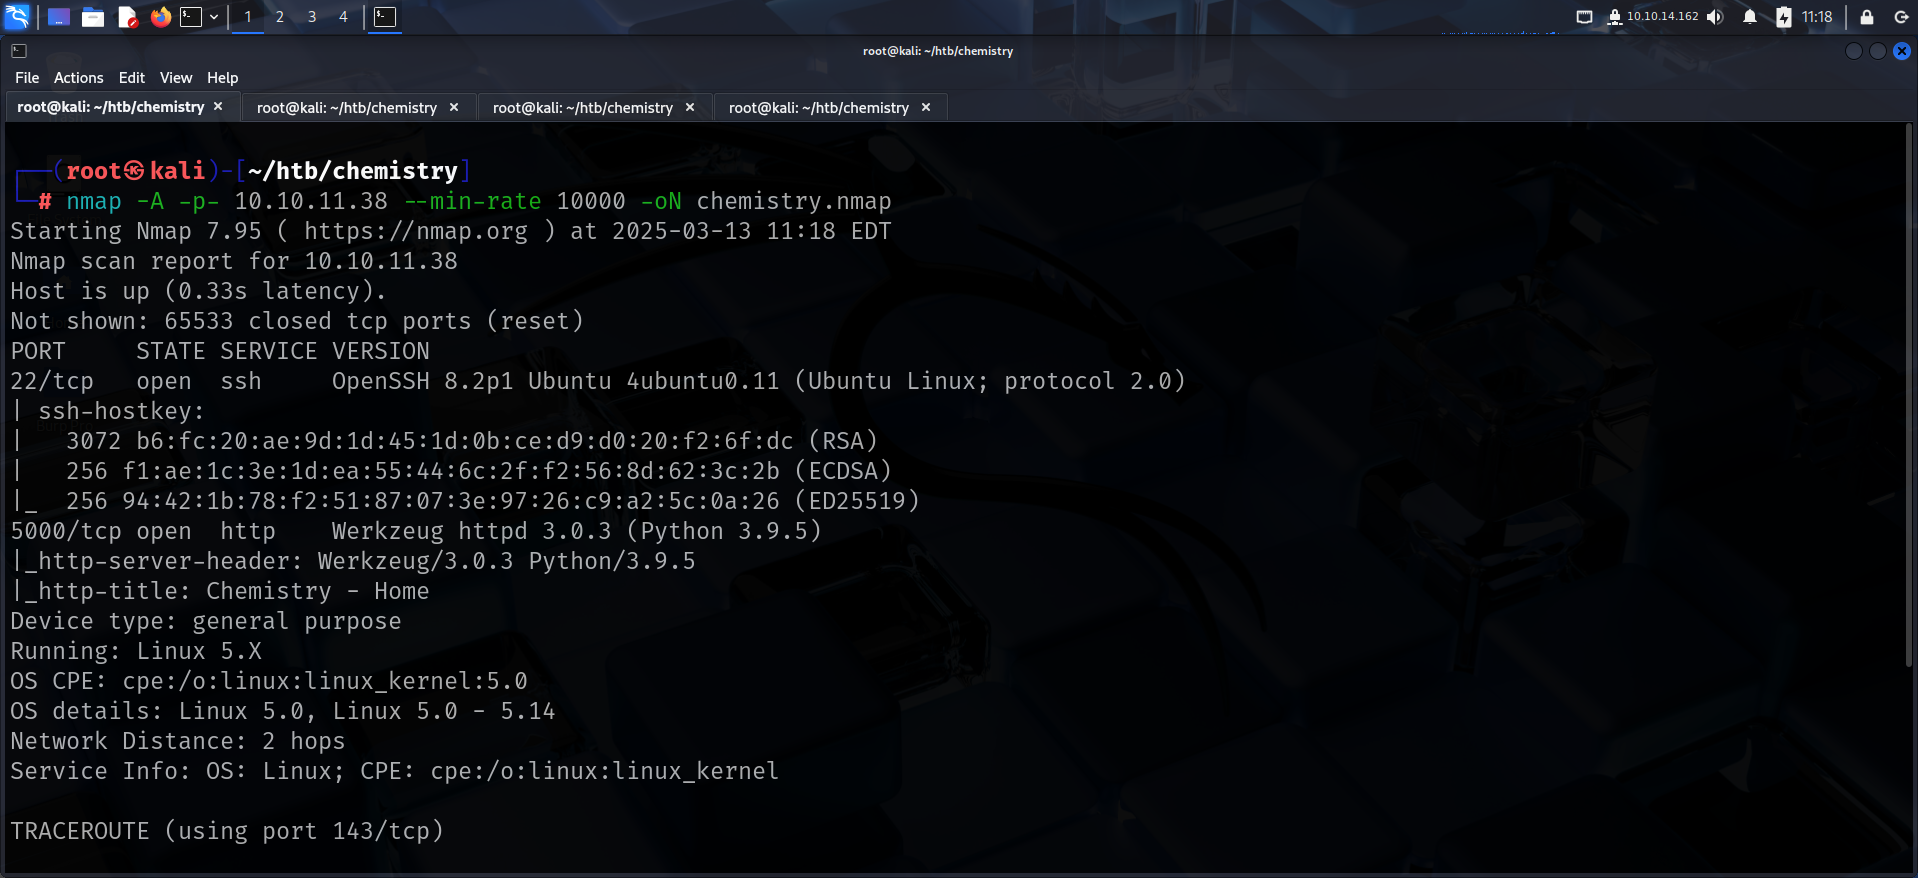 1 2 3 4
10.10.14.162 11:18
root@kali: ~/htb/chemistry
File Actions Edit View Help
root@kali: ~/htb/chemistry × root@kali: ~/htb/chemistry × root@kali: ~/htb/chemistry × root@kali: ~/htb/chemistry ×
┌──(root㉿kali)-[~/htb/chemistry]
└─# nmap -A -p- 10.10.11.38 --min-rate 10000 -oN chemistry.nmap
Starting Nmap 7.95 ( https://nmap.org ) at 2025-03-13 11:18 EDT
Nmap scan report for 10.10.11.38
Host is up (0.33s latency).
Not shown: 65533 closed tcp ports (reset)
PORT     STATE SERVICE VERSION
22/tcp   open  ssh     OpenSSH 8.2p1 Ubuntu 4ubuntu0.11 (Ubuntu Linux; protocol 2.0)
| ssh-hostkey:
|   3072 b6:fc:20:ae:9d:1d:45:1d:0b:ce:d9:d0:20:f2:6f:dc (RSA)
|   256 f1:ae:1c:3e:1d:ea:55:44:6c:2f:f2:56:8d:62:3c:2b (ECDSA)
|_  256 94:42:1b:78:f2:51:87:07:3e:97:26:c9:a2:5c:0a:26 (ED25519)
5000/tcp open  http    Werkzeug httpd 3.0.3 (Python 3.9.5)
|_http-server-header: Werkzeug/3.0.3 Python/3.9.5
|_http-title: Chemistry - Home
Device type: general purpose
Running: Linux 5.X
OS CPE: cpe:/o:linux:linux_kernel:5.0
OS details: Linux 5.0, Linux 5.0 - 5.14
Network Distance: 2 hops
Service Info: OS: Linux; CPE: cpe:/o:linux:linux_kernel
TRACEROUTE (using port 143/tcp)